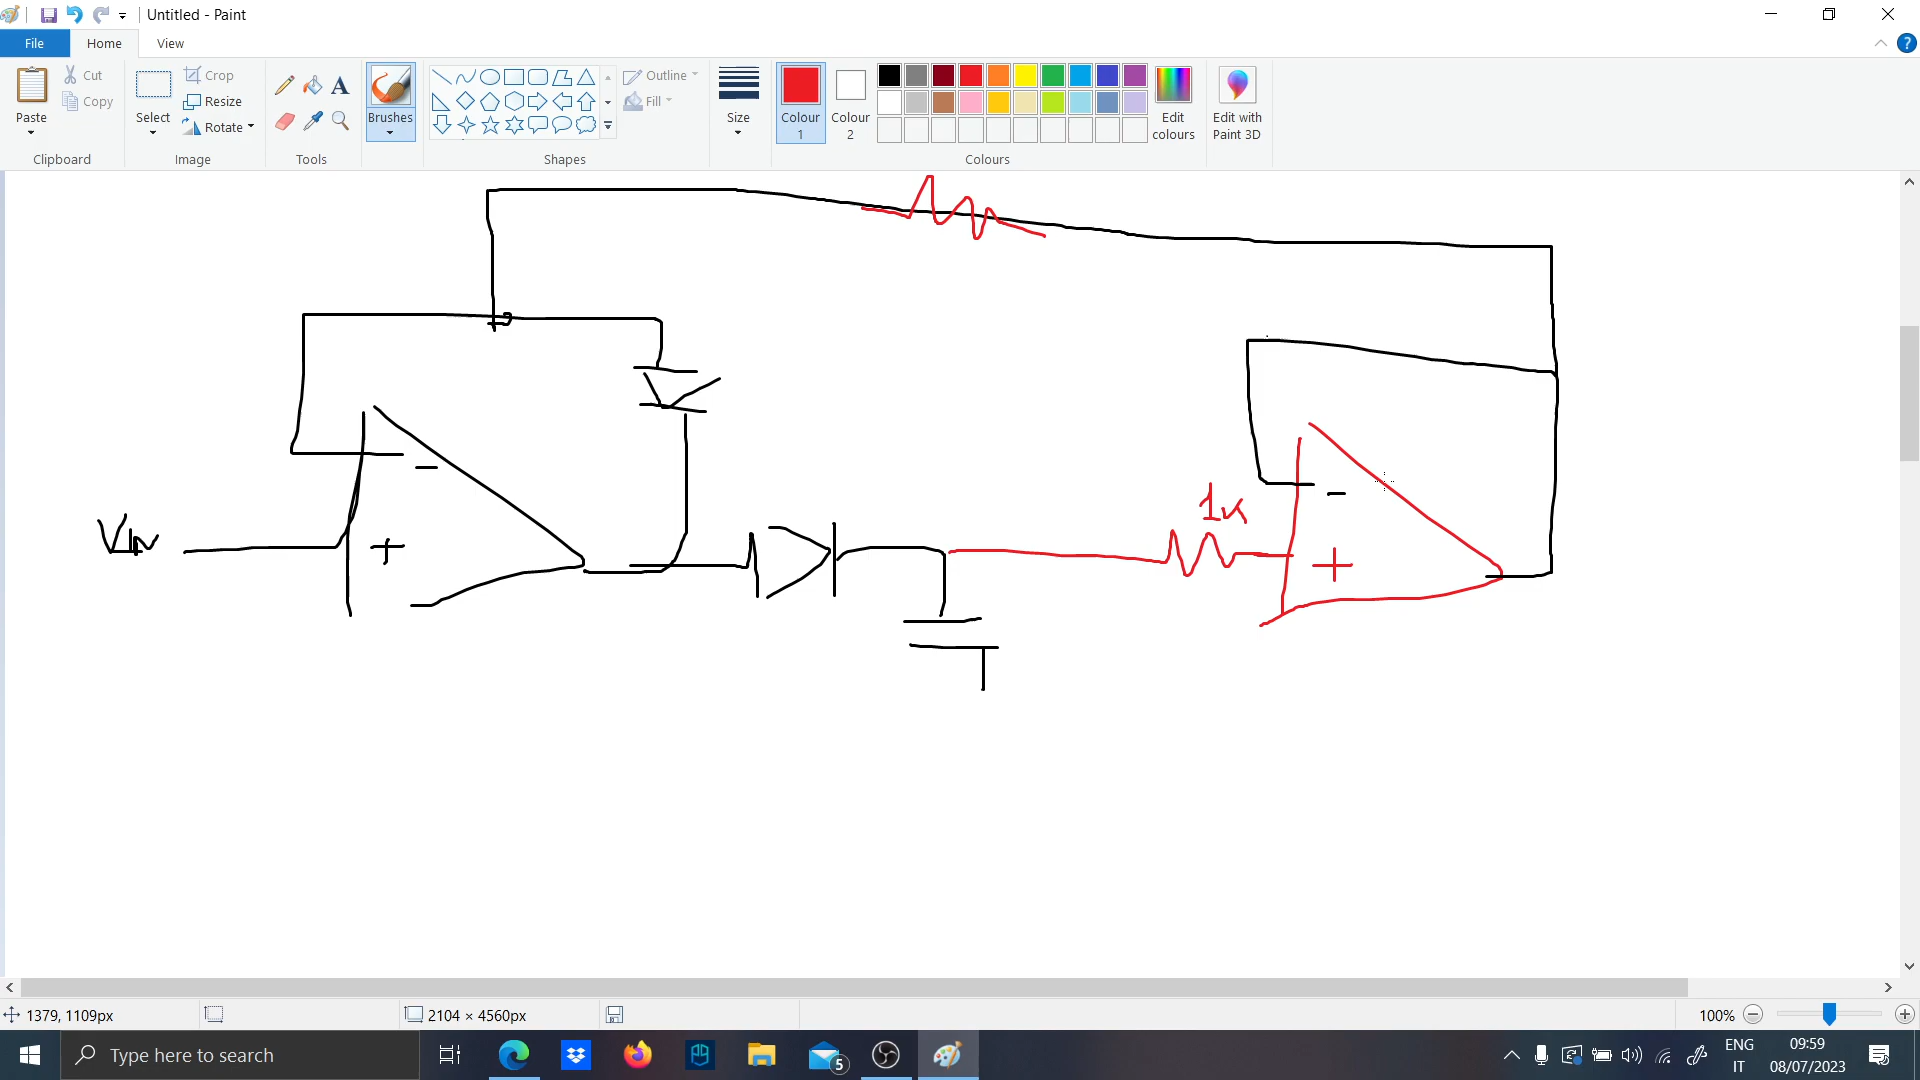 Untitled - Paint
File Home View
Paste
Cut
Copy
Clipboard
Select
Crop
Resize
Rotate
Image
Tools
Brushes
Shapes
Outline
Fill
Size
Colour 1
Colour 2
Edit colours
Edit with Paint 3D
Colours
VIN
-
+
1K
-
+
1379, 1109px
2104 × 4560px
100%
Type here to search
5
ENG
IT
09:59
08/07/2023